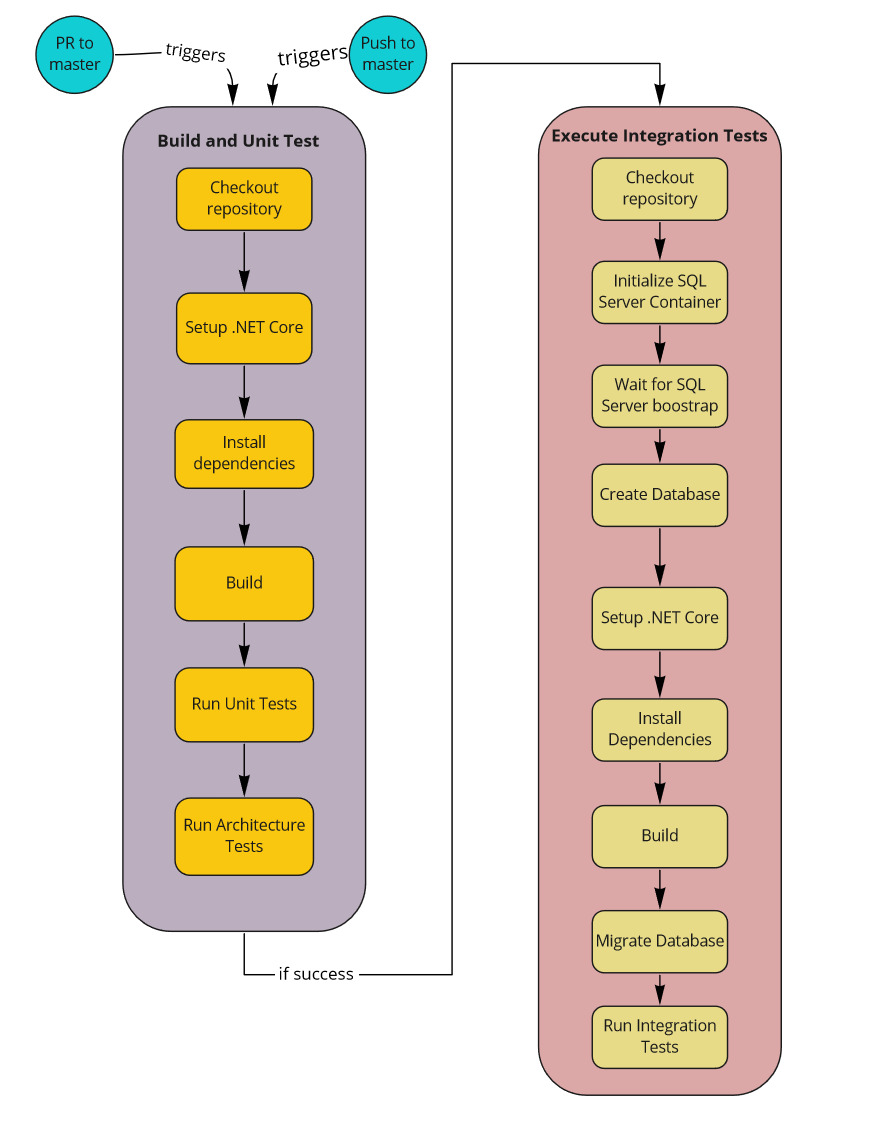 PR to
master
triggers
triggers
Push to
master
Build and Unit Test
Checkout
repository
Setup .NET Core
Install
dependencies
Build
Run Unit Tests
Run Architecture
Tests
if success
Execute Integration Tests
Checkout
repository
Initialize SQL
Server Container
Wait for SQL
Server boostrap
Create Database
Setup .NET Core
Install
Dependencies
Build
Migrate Database
Run Integration
Tests